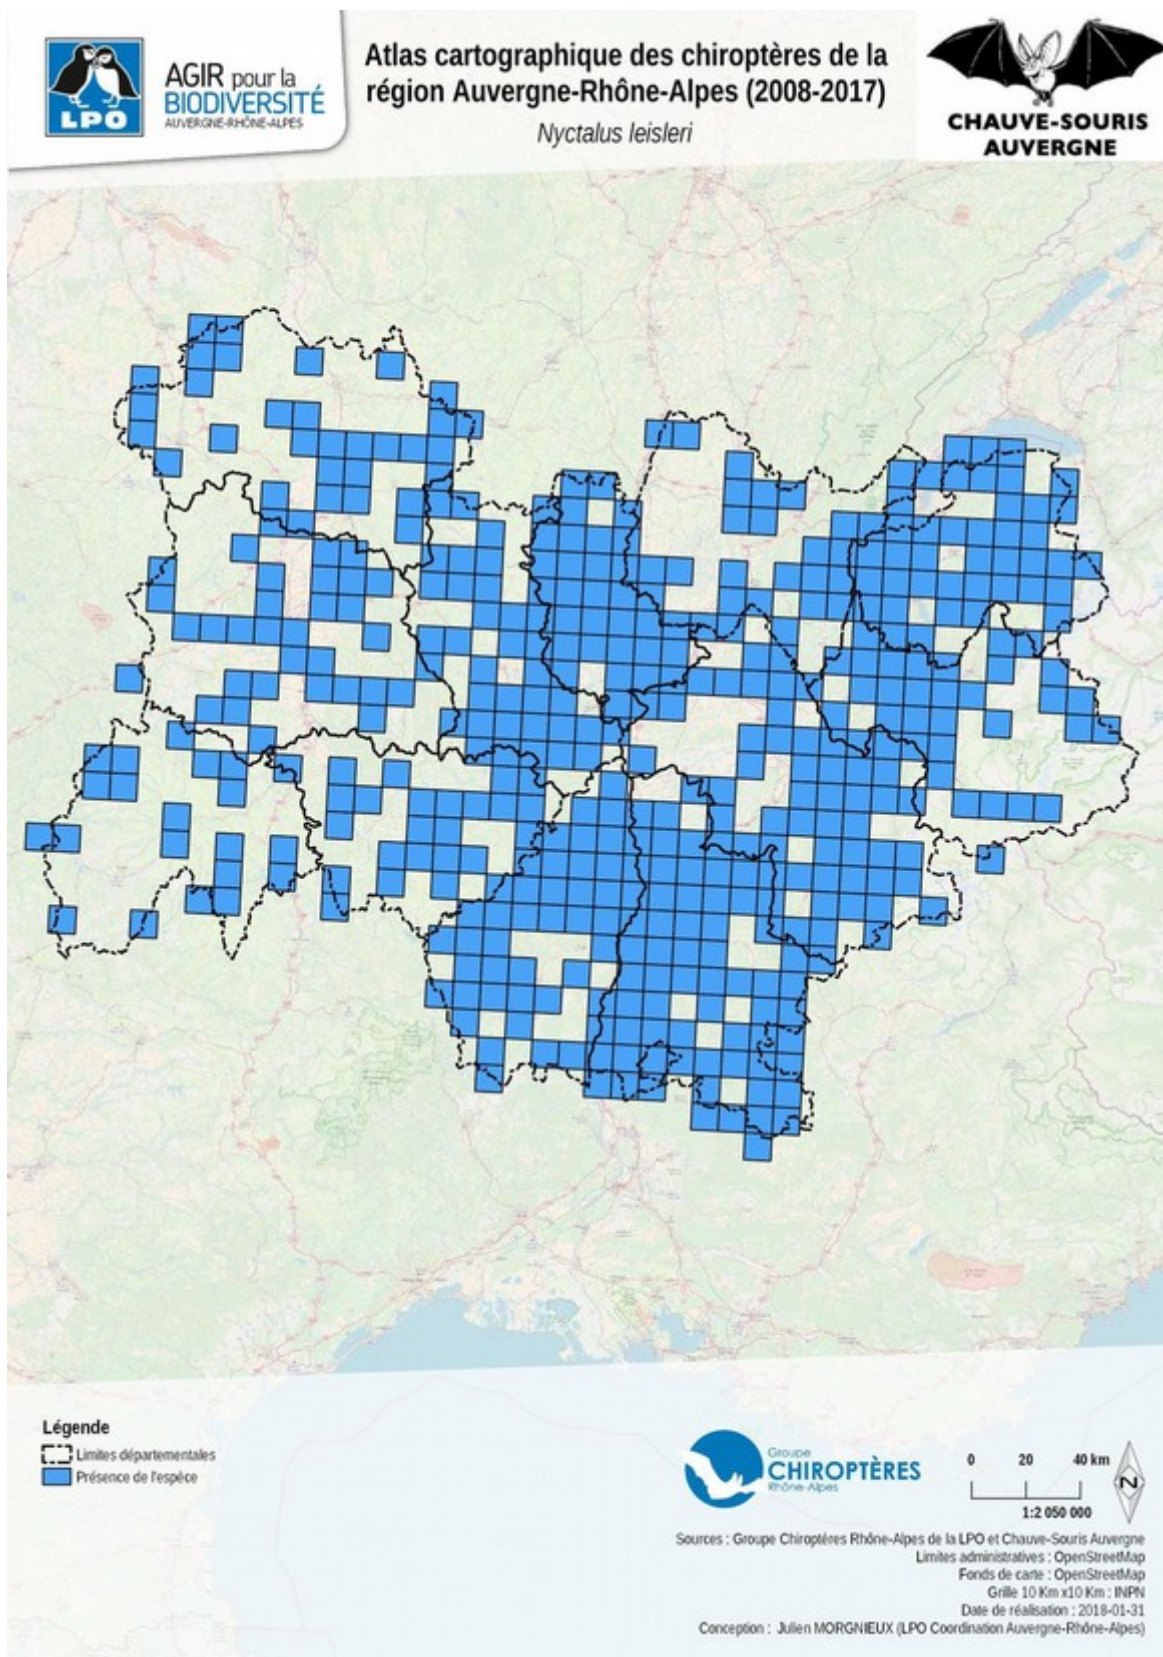 LPO
AGIR pour la
BIODIVERSITÉ
AUVERGNE-RHÔNE-ALPES
Atlas cartographique des chiroptères de la
région Auvergne-Rhône-Alpes (2008-2017)
Nyctalus leisleri
CHAUVE-SOURIS
AUVERGNE
Légende
Limites départementales
Présence de l'espèce
Groupe
CHIROPTÈRES
Rhône-Alpes
0 20 40 km
1:2 050 000
N
Sources : Groupe Chiroptères Rhône-Alpes de la LPO et Chauve-Souris Auvergne
Limites administratives : OpenStreetMap
Fonds de carte : OpenStreetMap
Grille 10 Km x10 Km : INPN
Date de réalisation : 2018-01-31
Conception : Julien MORGNIEUX (LPO Coordination Auvergne-Rhône-Alpes)